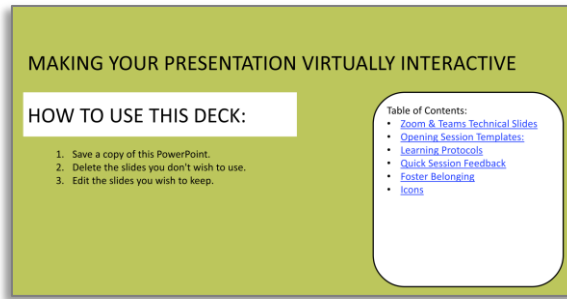 MAKING YOUR PRESENTATION VIRTUALLY INTERACTIVE
HOW TO USE THIS DECK:
1. Save a copy of this PowerPoint.
2. Delete the slides you don't wish to use.
3. Edit the slides you wish to keep.
Table of Contents:
• Zoom & Teams Technical Slides
• Opening Session Templates:
• Learning Protocols
• Quick Session Feedback
• Foster Belonging
• Icons